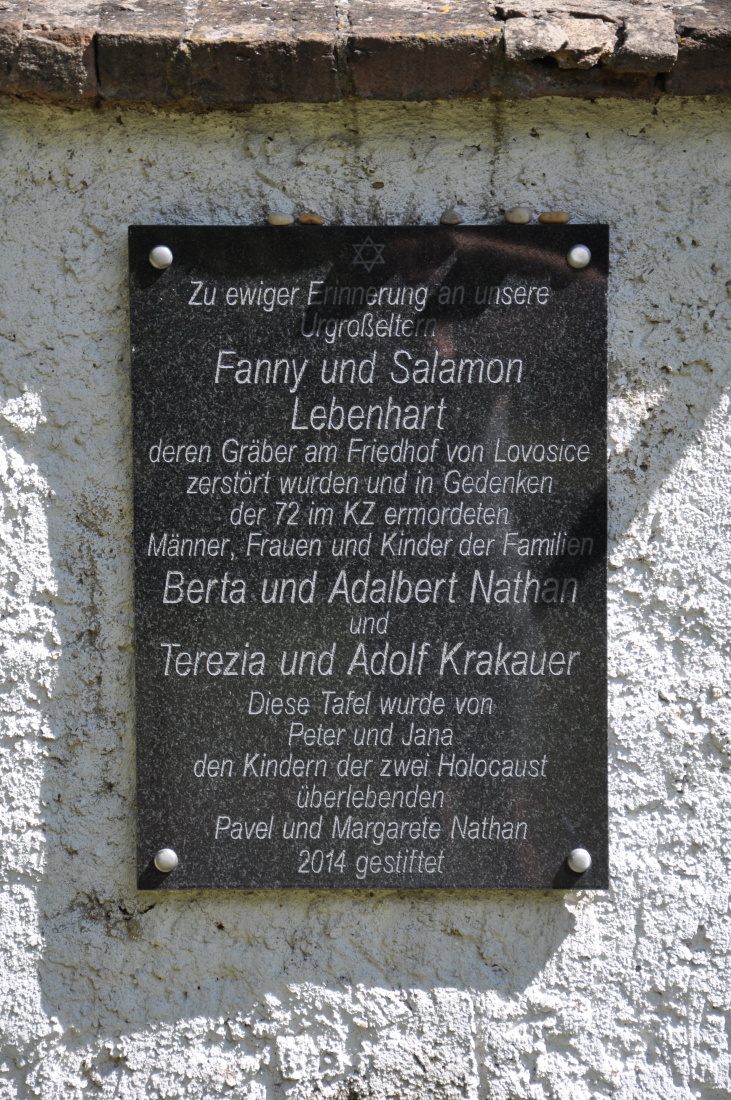 Zu ewiger Erinnerung an unsere
Urgroßeltern
Fanny und Salamon
Lebenhart
deren Gräber am Friedhof von Lovosice
zerstört wurden und in Gedenken
der 72 im KZ ermordeten
Männer, Frauen und Kinder der Familien
Berta und Adalbert Nathan
und
Terezia und Adolf Krakauer
Diese Tafel wurde von
Peter und Jana
den Kindern der zwei Holocaust
überlebenden
Pavel und Margarete Nathan
2014 gestiftet